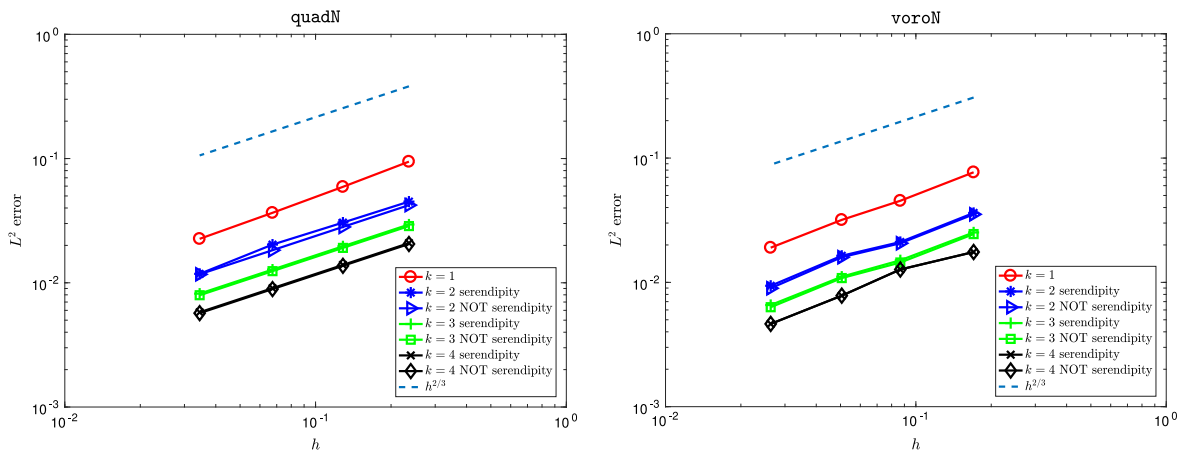 quadN
10^0
10^-1
10^-2
10^-3
L^2 error
10^-2
10^-1
10^0
h
k = 1
k = 2 serendipity
k = 2 NOT serendipity
k = 3 serendipity
k = 3 NOT serendipity
k = 4 serendipity
k = 4 NOT serendipity
h^{2/3}
voroN
10^0
10^-1
10^-2
10^-3
L^2 error
10^-2
10^-1
10^0
h
k = 1
k = 2 serendipity
k = 2 NOT serendipity
k = 3 serendipity
k = 3 NOT serendipity
k = 4 serendipity
k = 4 NOT serendipity
h^{2/3}